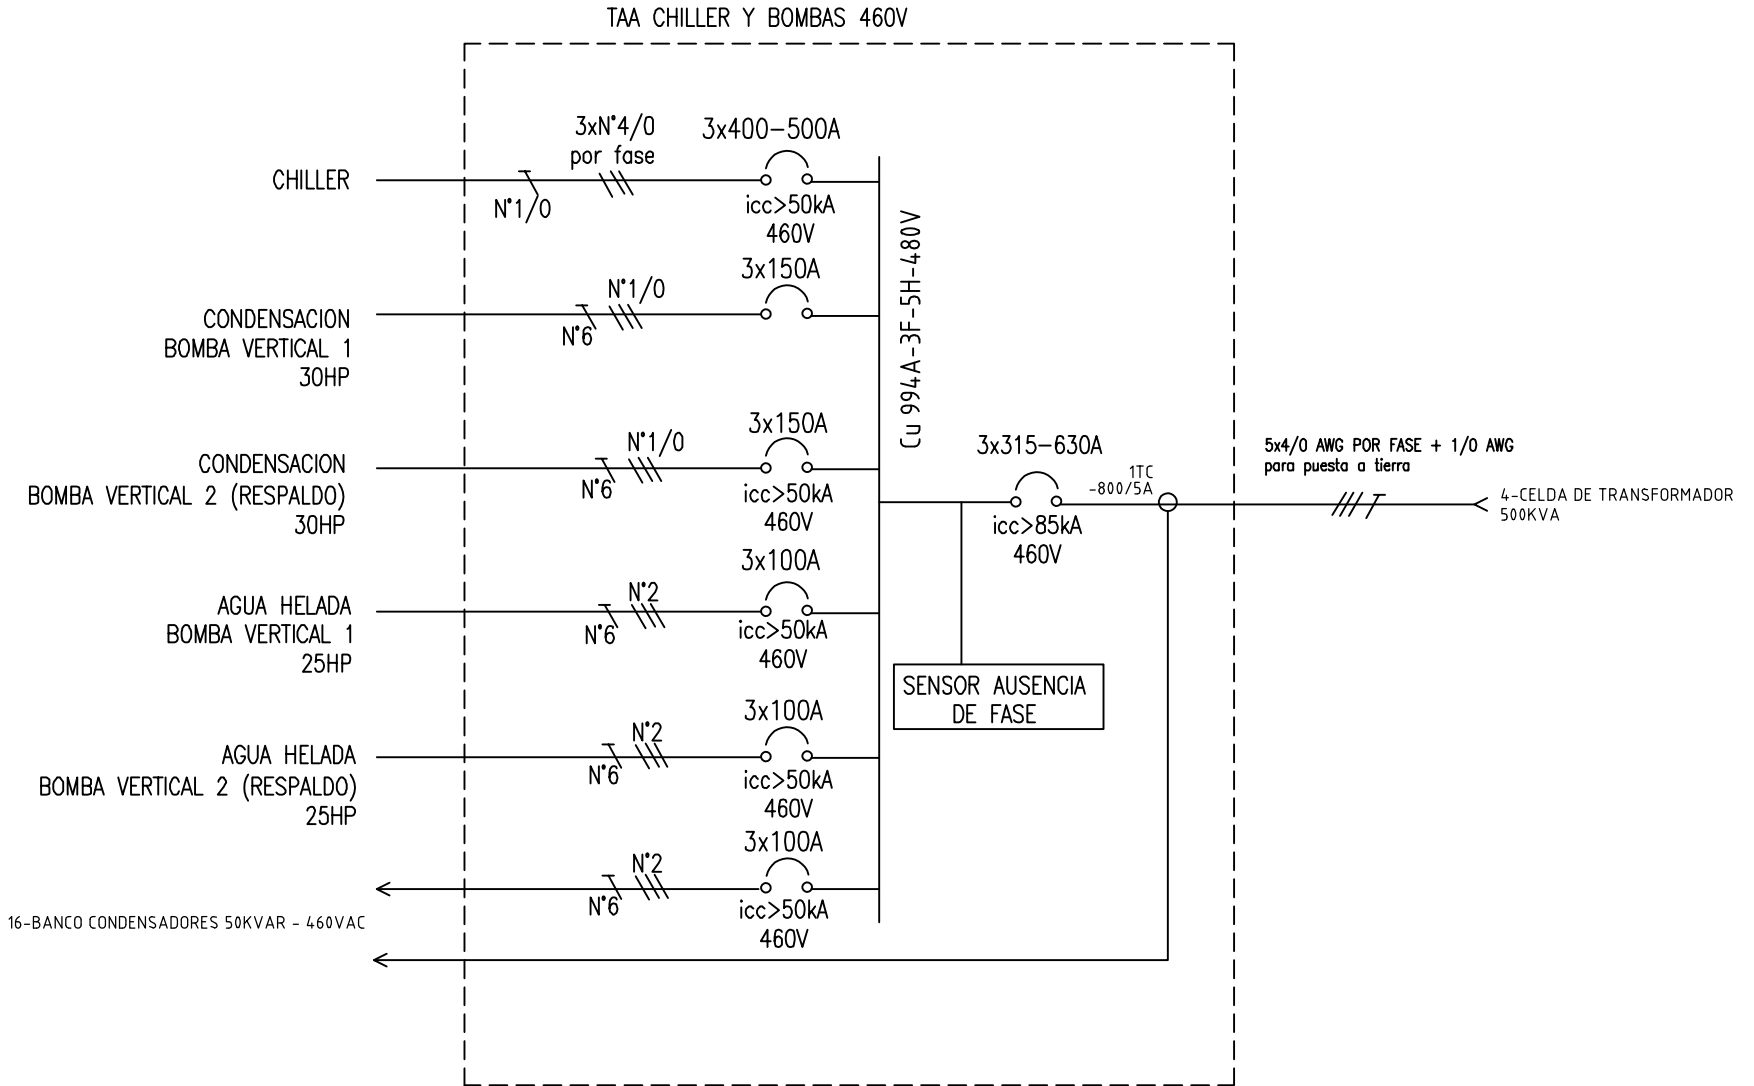 TAA CHILLER Y BOMBAS 460V
3xN°4/0
por fase
3x400-500A
CHILLER
N°1/0
icc>50kA
460V
3x150A
N°1/0
CONDENSACION
BOMBA VERTICAL 1
30HP
N°6
Cu 994A-3F-5H-480V
3x150A
N°1/0
CONDENSACION
BOMBA VERTICAL 2 (RESPALDO)
30HP
N°6
icc>50kA
460V
3x315-630A
1TC
-800/5A
icc>85kA
460V
5x4/0 AWG POR FASE + 1/0 AWG
para puesta a tierra
4-CELDA DE TRANSFORMADOR
500KVA
3x100A
N°2
AGUA HELADA
BOMBA VERTICAL 1
25HP
N°6
icc>50kA
460V
SENSOR AUSENCIA
DE FASE
3x100A
N°2
AGUA HELADA
BOMBA VERTICAL 2 (RESPALDO)
25HP
N°6
icc>50kA
460V
3x100A
N°2
N°6
icc>50kA
460V
16-BANCO CONDENSADORES 50KVAR - 460VAC